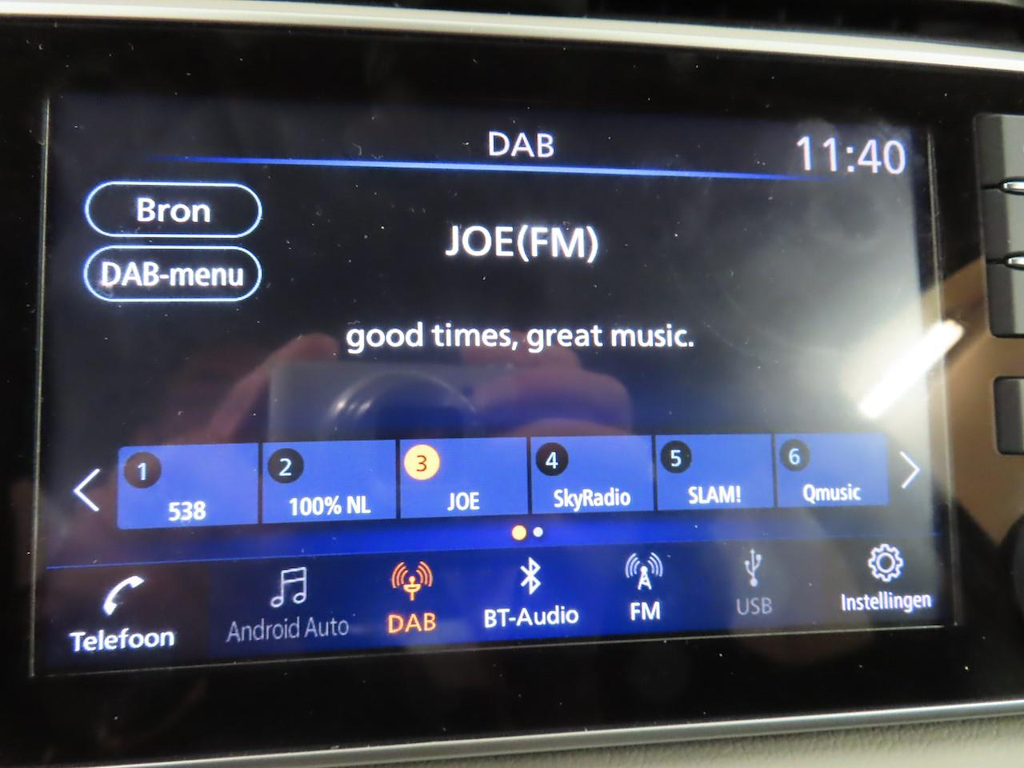 DAB
11:40
Bron
JOE(FM)
DAB-menu
good times, great music.
1
2
3
4
5
6
538
100% NL
JOE
SkyRadio
SLAM!
Qmusic
Telefoon
Android Auto
DAB
BT-Audio
FM
USB
Instellingen